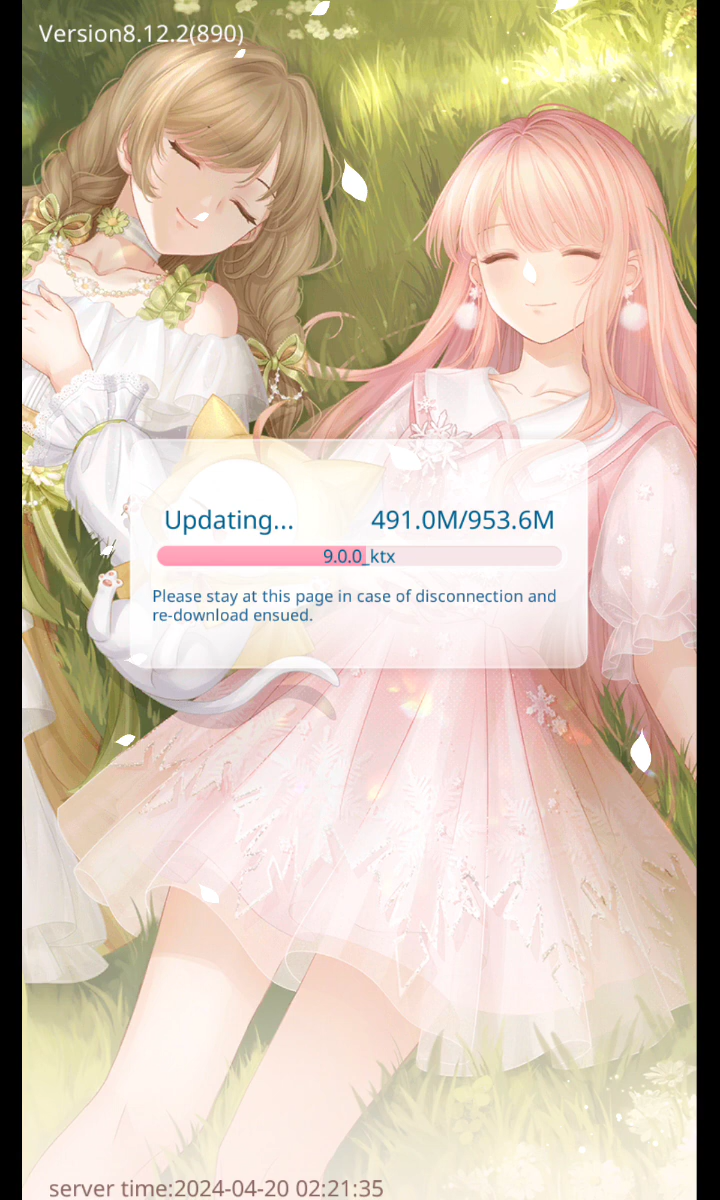 Version8.12.2(890)
Updating... 491.0M/953.6M
9.0.0_ktx
Please stay at this page in case of disconnection and
re-download ensued.
server time:2024-04-20 02:21:35